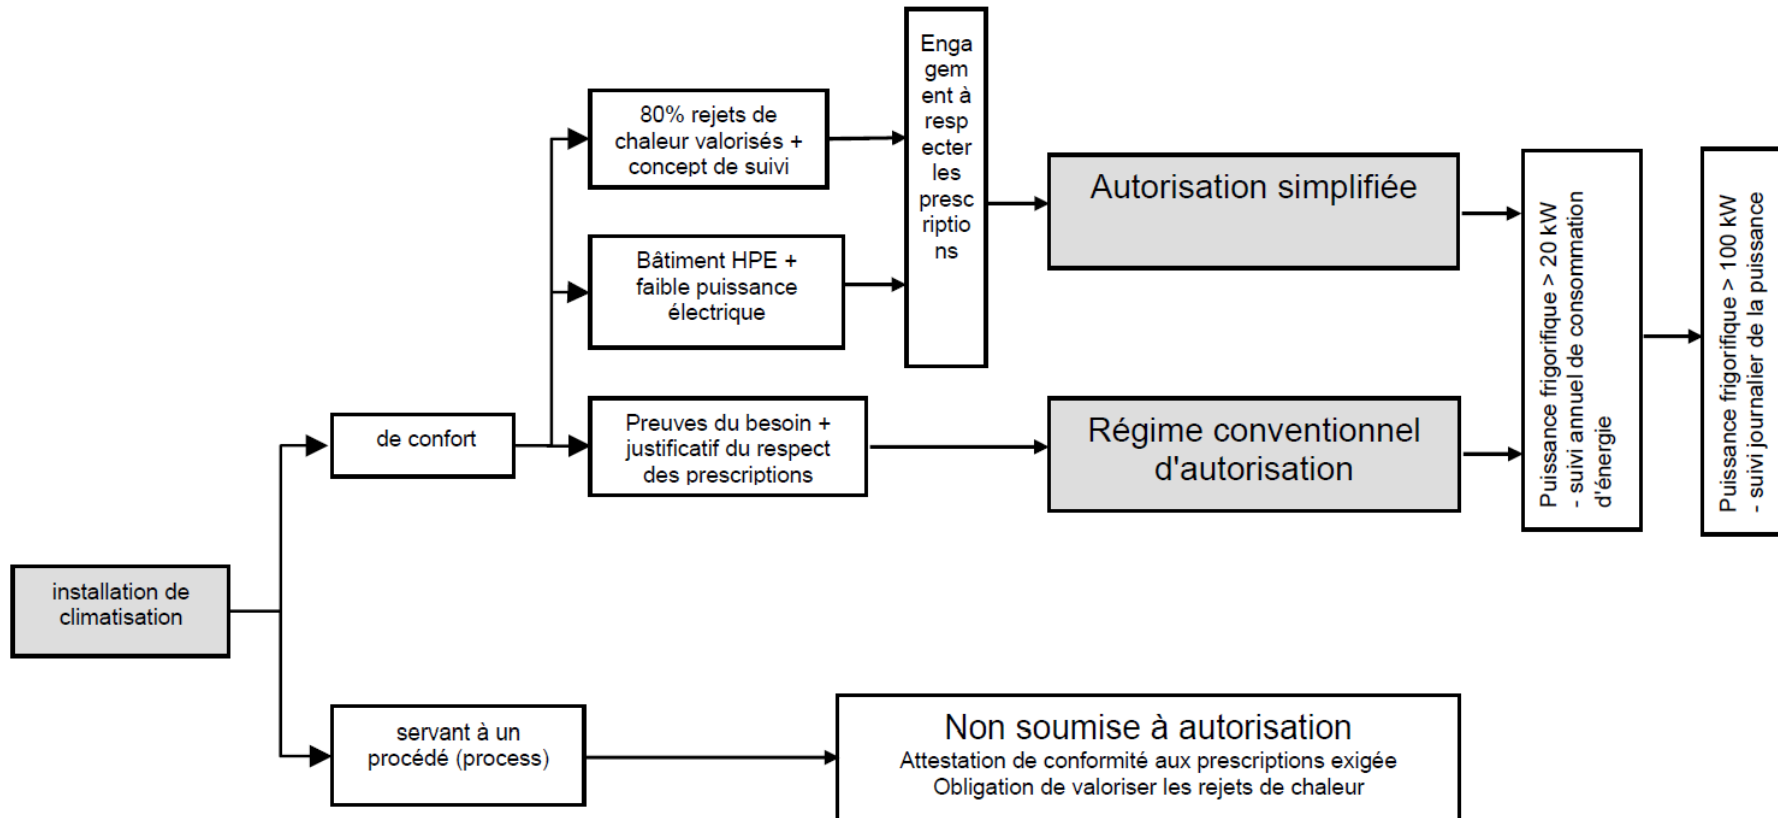 Enga
gem
ent à
resp
ecter
les
presc
riptio
ns
80% rejets de
chaleur valorisés +
concept de suivi
Autorisation simplifiée
Bâtiment HPE +
faible puissance
électrique
Puissance frigorifique > 20 kW
- suivi annuel de consommation
d'énergie
Puissance frigorifique > 100 kW
- suivi journalier de la puissance
de confort
Preuves du besoin +
justificatif du respect
des prescriptions
Régime conventionnel
d'autorisation
installation de
climatisation
servant à un
procédé (process)
Non soumise à autorisation
Attestation de conformité aux prescriptions exigée
Obligation de valoriser les rejets de chaleur